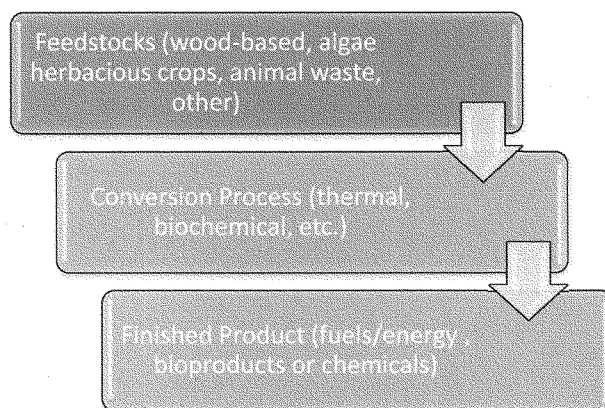 Feedstocks (wood-based, algae
herbacious crops, animal waste,
other)
Conversion Process (thermal,
biochemical, etc.)
Finished Product (fuels/energy ,
bioproducts or chemicals)